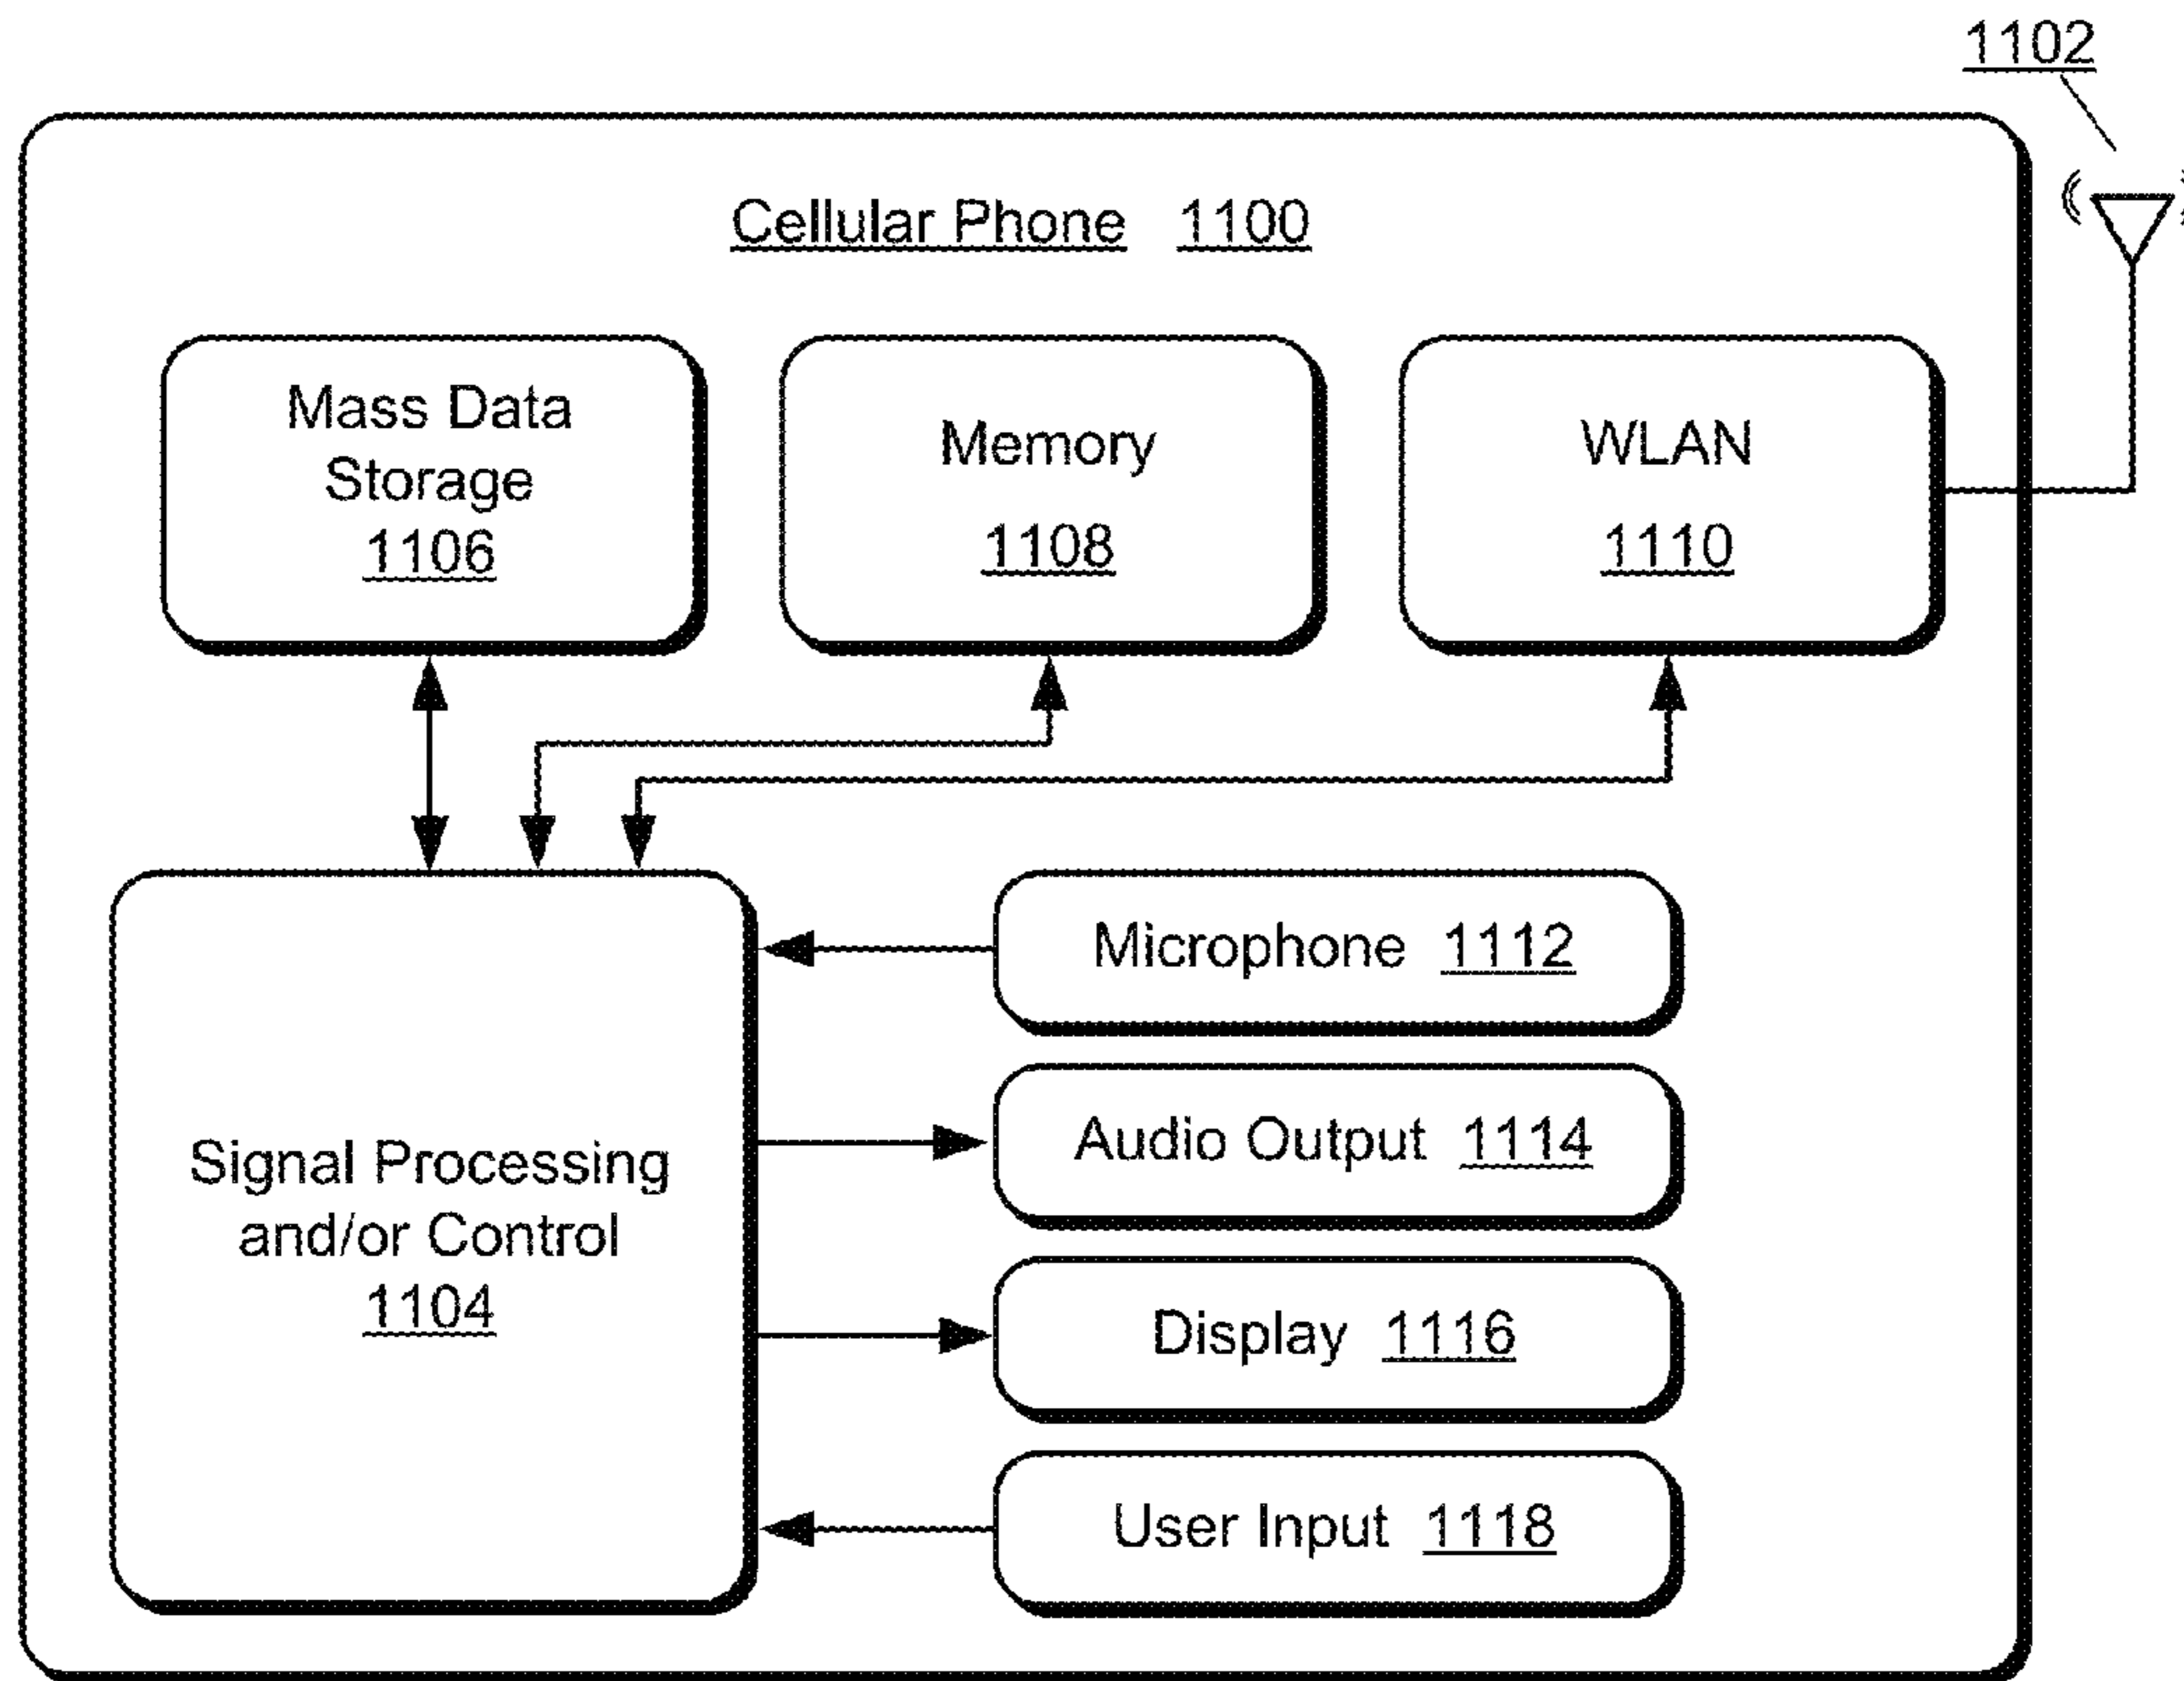 1102
Cellular Phone 1100
Mass Data
Storage
1106
Memory
1108
WLAN
1110
Signal Processing
and/or Control
1104
Microphone 1112
Audio Output 1114
Display 1116
User Input 1118